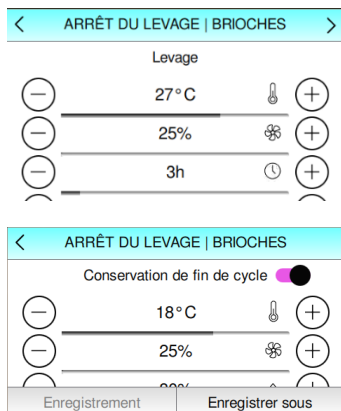 ARRÊT DU LEVAGE | BRIOCHES
Levage
27°C
25%
3h
ARRÊT DU LEVAGE | BRIOCHES
Conservation de fin de cycle
18°C
25%
Enregistrement
Enregistrer sous